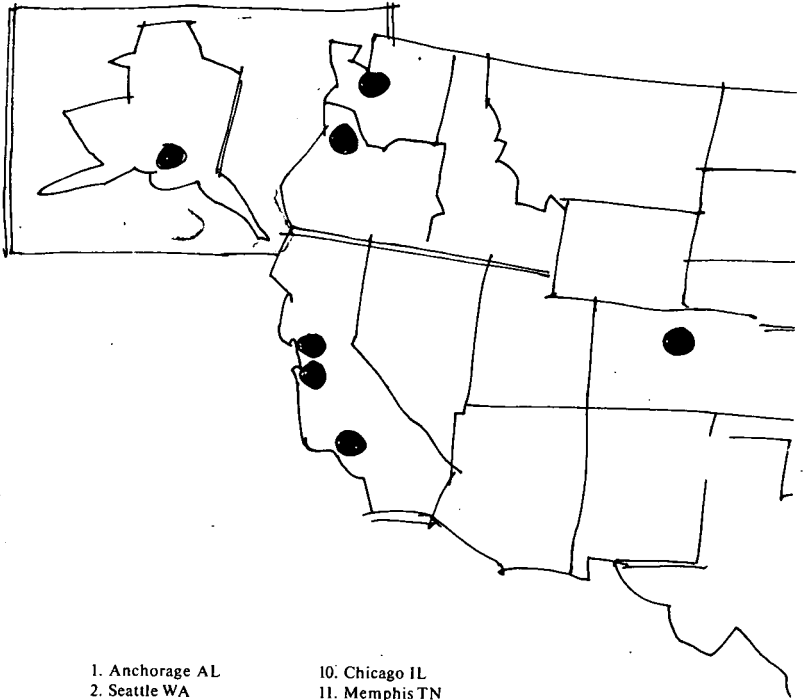 1. Anchorage AL
2. Seattle WA
10. Chicago IL
11. Memphis TN